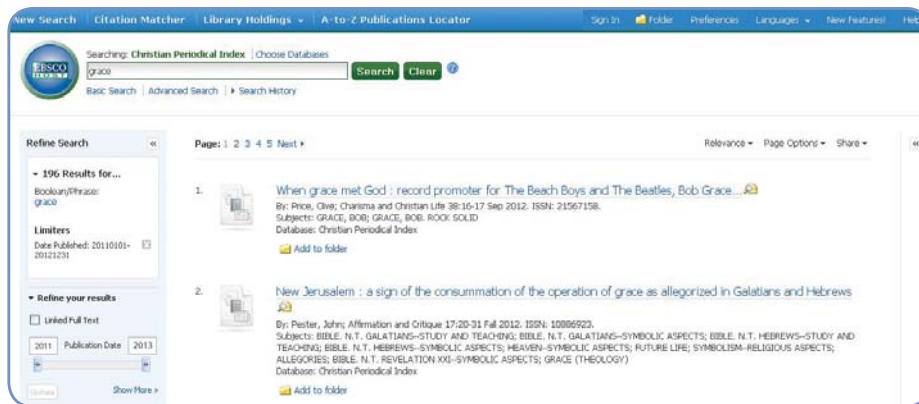 New Search Citation Matcher Library Holdings A-to-Z Publications Locator Sign In Folder Preferences Languages New Features! Help
EBSCO
HOST
Searching: Christian Periodical Index Choose Databases
grace Search Clear
Basic Search Advanced Search Search History
Refine Search
196 Results for...
Boolean/Phrase:
grace
Limiters
Date Published: 20110101-
20121231
Refine your results
Linked Full Text
2011 Publication Date 2013
Update Show More »
Page: 1 2 3 4 5 Next Relevance Page Options Share
1. When grace met God : record promoter for The Beach Boys and The Beatles, Bob Grace...
By: Price, Clive; Charisma and Christian Life 38:16-17 Sep 2012. ISSN: 21567158.
Subjects: GRACE, BOB; GRACE, BOB. ROCK SOLID
Database: Christian Periodical Index
Add to folder
2. New Jerusalem : a sign of the consummation of the operation of grace as allegorized in Galatians and Hebrews
By: Pester, John; Affirmation and Critique 17:20-31 Fall 2012. ISSN: 10886923.
Subjects: BIBLE. N.T. GALATIANS--STUDY AND TEACHING; BIBLE. N.T. GALATIANS--SYMBOLIC ASPECTS; BIBLE. N.T. HEBREWS--STUDY AND
TEACHING; BIBLE. N.T. HEBREWS--SYMBOLIC ASPECTS; HEAVEN--SYMBOLIC ASPECTS; FUTURE LIFE; SYMBOLISM--RELIGIOUS ASPECTS;
ALLEGORIES; BIBLE. N.T. REVELATION XXI--SYMBOLIC ASPECTS; GRACE (THEOLOGY)
Database: Christian Periodical Index
Add to folder